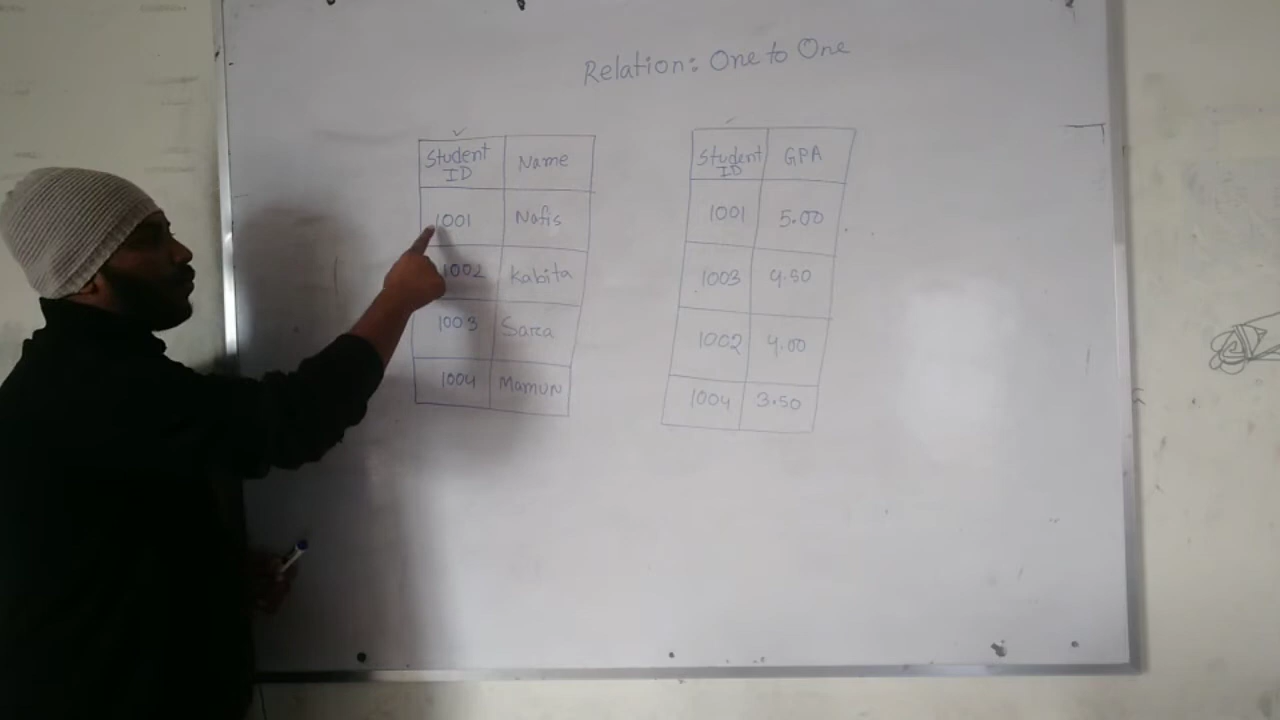 Relation: One to One
Student ID Name
1001 Nafis
1002 Kabita
1003 Sara
1004 Mamun
Student ID GPA
1001 5.00
1003 4.50
1002 4.00
1004 3.50